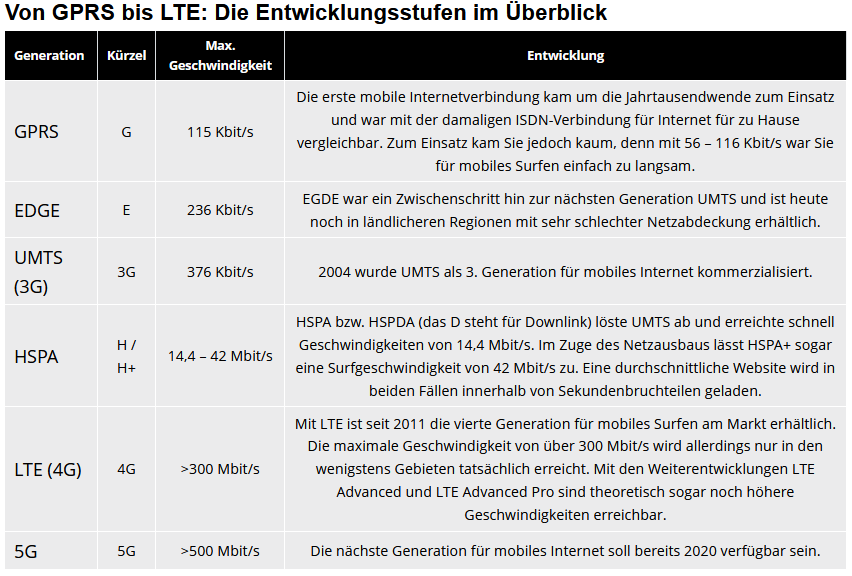 Von GPRS bis LTE: Die Entwicklungsstufen im Überblick
Generation Kürzel Max. Geschwindigkeit Entwicklung
GPRS G 115 Kbit/s
Die erste mobile Internetverbindung kam um die Jahrtausendwende zum Einsatz
und war mit der damaligen ISDN-Verbindung für Internet für zu Hause
vergleichbar. Zum Einsatz kam Sie jedoch kaum, denn mit 56 – 116 Kbit/s war Sie
für mobiles Surfen einfach zu langsam.
EDGE E 236 Kbit/s
EGDE war ein Zwischenschritt hin zur nächsten Generation UMTS und ist heute
noch in ländlicheren Regionen mit sehr schlechter Netzabdeckung erhältlich.
UMTS
(3G)
3G 376 Kbit/s
2004 wurde UMTS als 3. Generation für mobiles Internet kommerzialisiert.
HSPA
H /
H+
14,4 – 42 Mbit/s
HSPA bzw. HSPDA (das D steht für Downlink) löste UMTS ab und erreichte schnell
Geschwindigkeiten von 14,4 Mbit/s. Im Zuge des Netzausbaus lässt HSPA+ sogar
eine Surfgeschwindigkeit von 42 Mbit/s zu. Eine durchschnittliche Website wird in
beiden Fällen innerhalb von Sekundenbruchteilen geladen.
LTE (4G) 4G >300 Mbit/s
Mit LTE ist seit 2011 die vierte Generation für mobiles Surfen am Markt erhältlich.
Die maximale Geschwindigkeit von über 300 Mbit/s wird allerdings nur in den
wenigstens Gebieten tatsächlich erreicht. Mit den Weiterentwicklungen LTE
Advanced und LTE Advanced Pro sind theoretisch sogar noch höhere
Geschwindigkeiten erreichbar.
5G 5G >500 Mbit/s
Die nächste Generation für mobiles Internet soll bereits 2020 verfügbar sein.